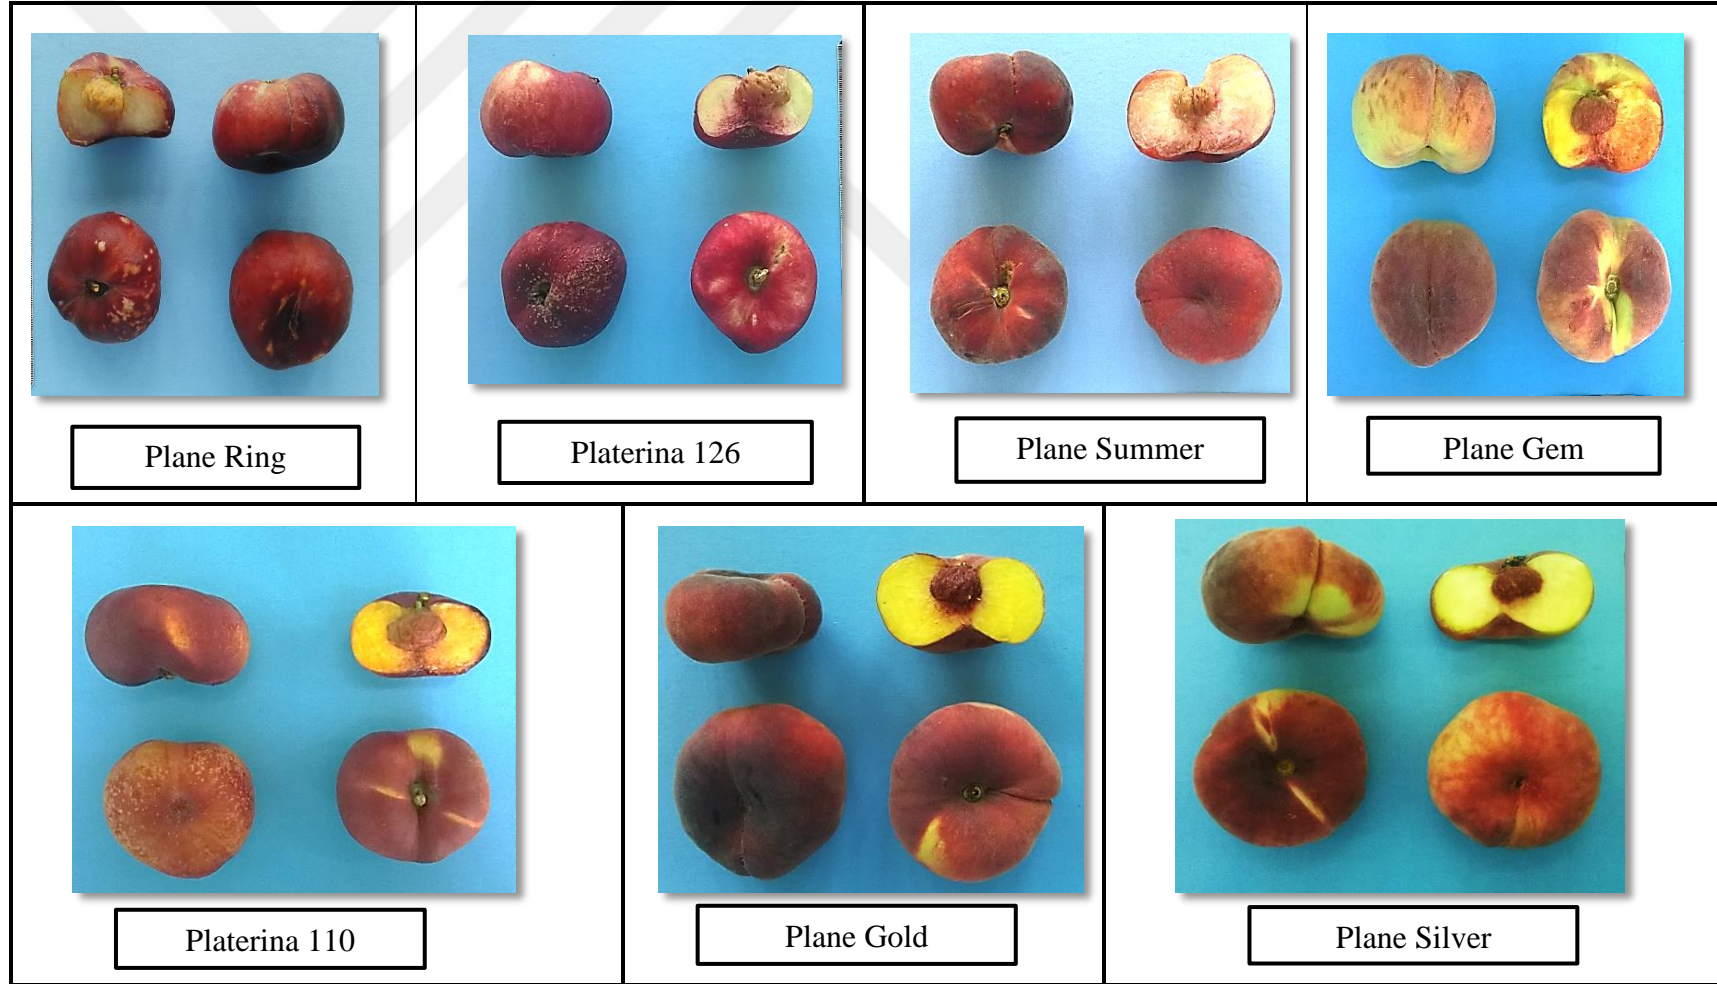 Plane Ring
Platerina 126
Plane Summer
Plane Gem
Platerina 110
Plane Gold
Plane Silver